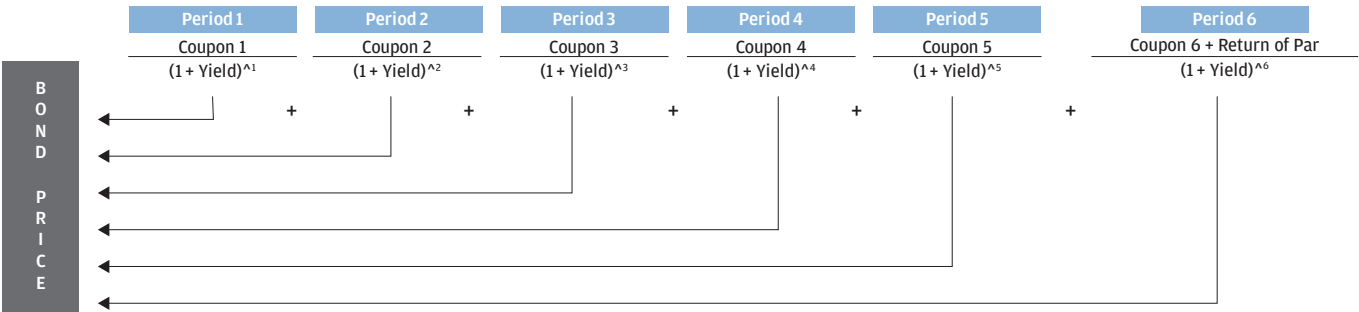 Period 1 Period 2 Period 3 Period 4 Period 5 Period 6
Coupon 1 Coupon 2 Coupon 3 Coupon 4 Coupon 5 Coupon 6 + Return of Par
(1 + Yield)^1 (1 + Yield)^2 (1 + Yield)^3 (1 + Yield)^4 (1 + Yield)^5 (1 + Yield)^6
+ + + + +
BOND PRICE